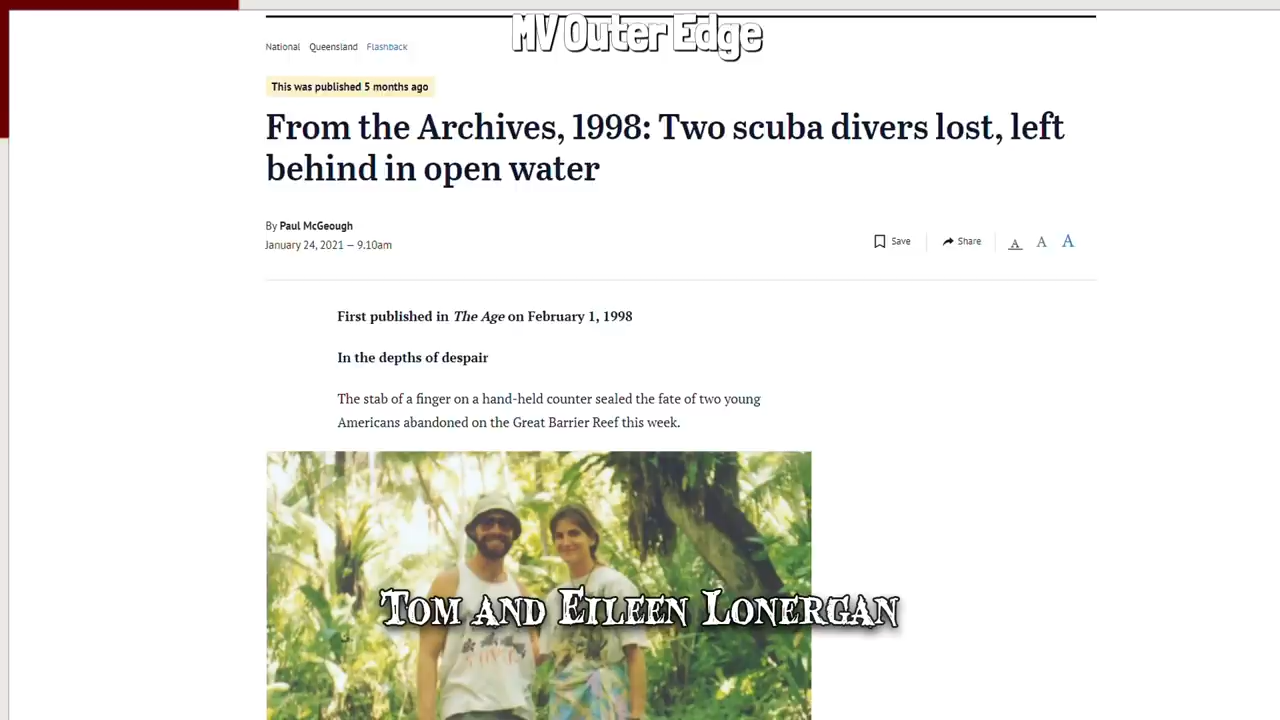 MV Outer Edge
National Queensland Flashback
This was published 5 months ago
From the Archives, 1998: Two scuba divers lost, left
behind in open water
By Paul McGeough
January 24, 2021 — 9.10am
Save Share A A A
First published in The Age on February 1, 1998
In the depths of despair
The stab of a finger on a hand-held counter sealed the fate of two young
Americans abandoned on the Great Barrier Reef this week.
Tom and Eileen Lonergan